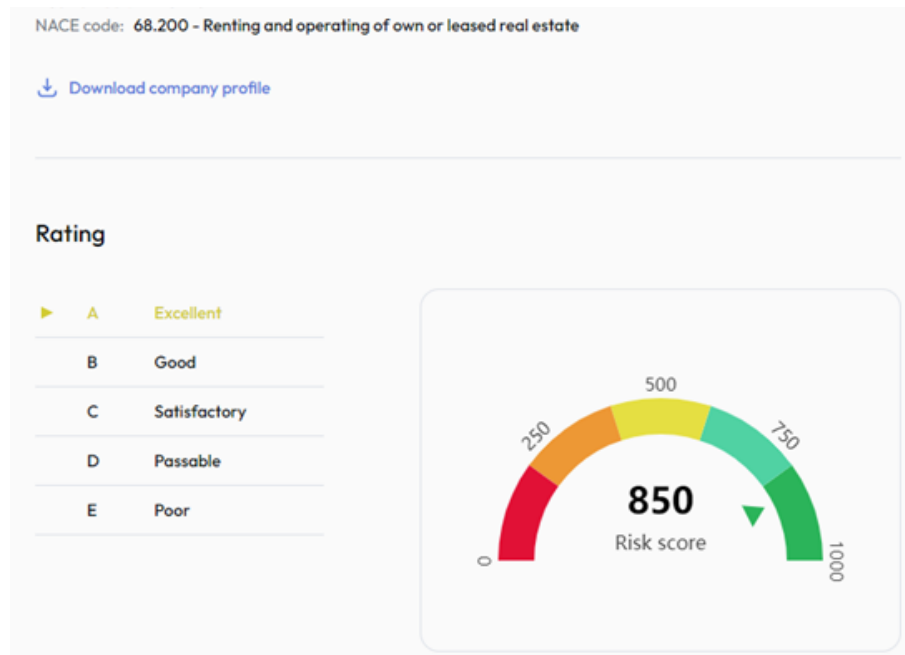 NACE code: 68.200 - Renting and operating of own or leased real estate
Download company profile
Rating
A Excellent
B Good
C Satisfactory
D Passable
E Poor
0
250
500
750
1000
850
Risk score